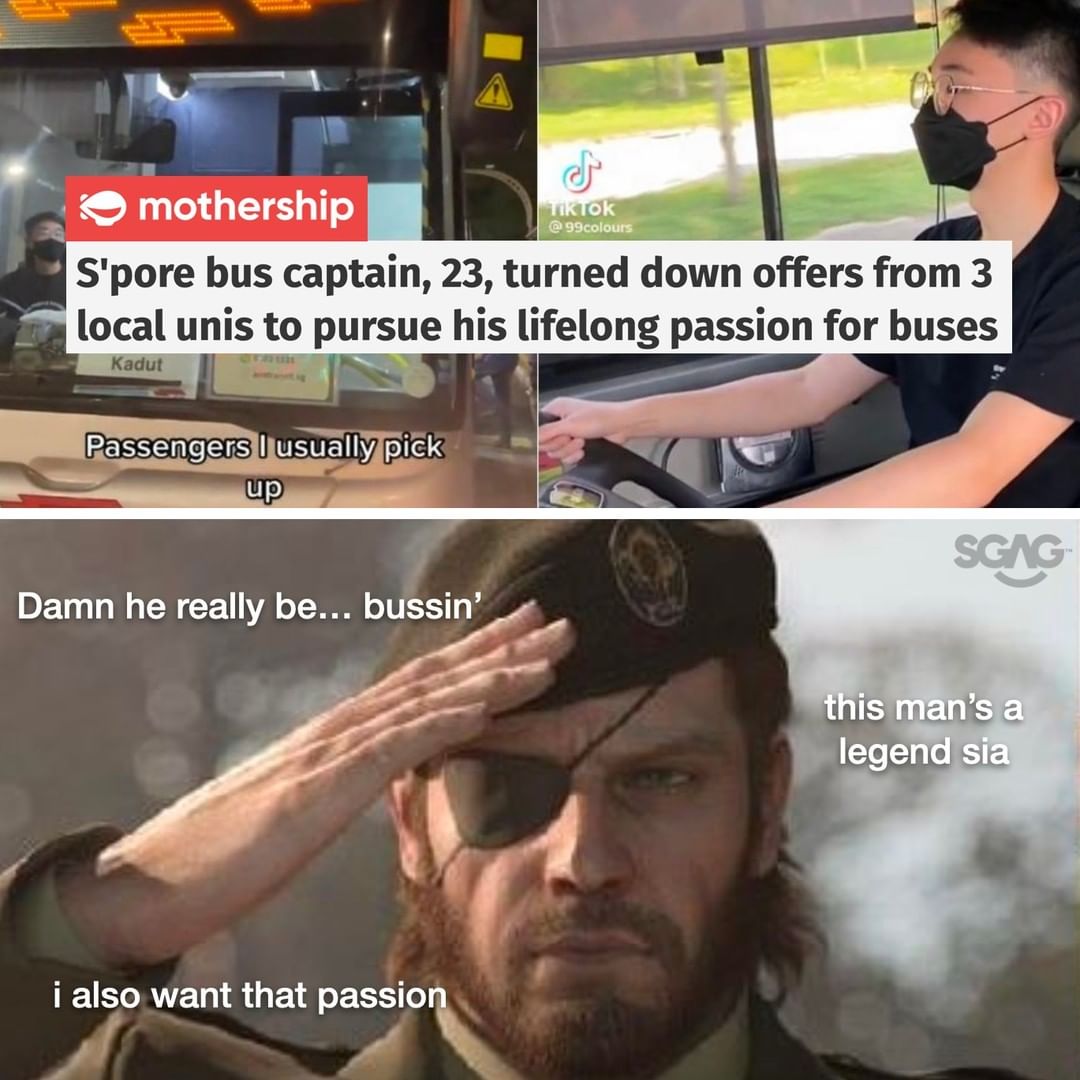 mothership
TikTok
@99colours
S'pore bus captain, 23, turned down offers from 3
local unis to pursue his lifelong passion for buses
Kadut
Passengers I usually pick
up
SGAG™
Damn he really be... bussin’
this man’s a
legend sia
i also want that passion